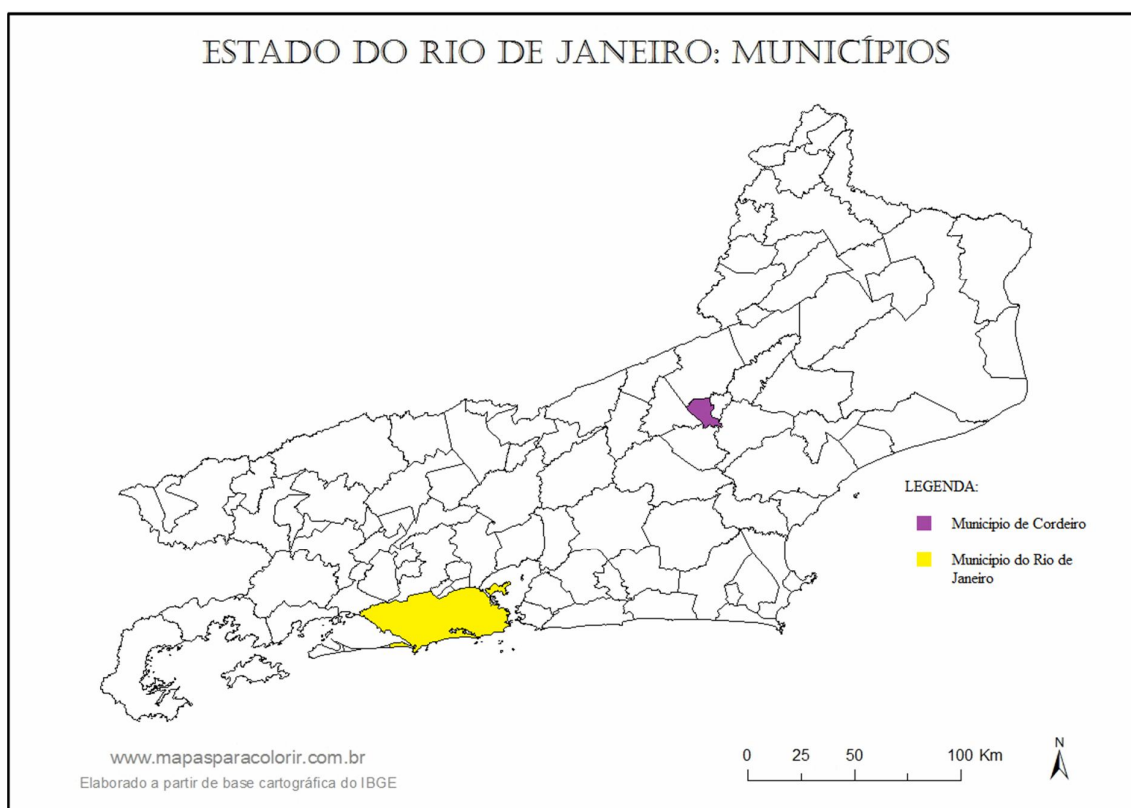 ESTADO DO RIO DE JANEIRO: MUNICÍPIOS
LEGENDA:
Municipio de Cordeiro
Municipio do Rio de
Janeiro
www.mapasparacolorir.com.br
Elaborado a partir de base cartográfica do IBGE
0 25 50 100 Km
N